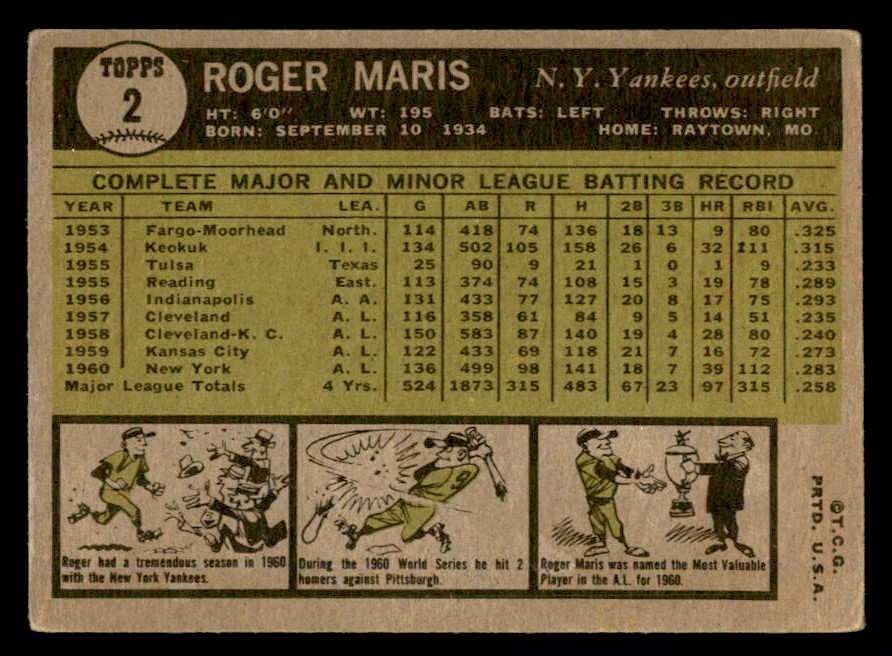 TOPPS
2
ROGER MARIS N. Y. Yankees, outfield
HT: 6'0" WT: 195 BATS: LEFT THROWS: RIGHT
BORN: SEPTEMBER 10 1934 HOME: RAYTOWN, MO.
COMPLETE MAJOR AND MINOR LEAGUE BATTING RECORD
YEAR TEAM LEA. G AB R H 2B 3B HR RBI AVG.
1953 Fargo-Moorhead North. 114 418 74 136 18 13 9 80 .325
1954 Keokuk I. I. I. 134 502 105 158 26 6 32 111 .315
1955 Tulsa Texas 25 90 9 21 1 0 1 9 .233
1955 Reading East. 113 374 74 108 15 3 19 78 .289
1956 Indianapolis A. A. 131 433 77 127 20 8 17 75 .293
1957 Cleveland A. L. 116 358 61 84 9 5 14 51 .235
1958 Cleveland-K. C. A. L. 150 583 87 140 19 4 28 80 .240
1959 Kansas City A. L. 122 433 69 118 21 7 16 72 .273
1960 New York A. L. 136 499 98 141 18 7 39 112 .283
Major League Totals 4 Yrs. 524 1873 315 483 67 23 97 315 .258
9
Roger had a tremendous season in 1960
with the New York Yankees.
During the 1960 World Series he hit 2
homers against Pittsburgh.
Roger Maris was named the Most Valuable
Player in the A.L. for 1960.
©T.C.G.
PRTD. U.S.A.